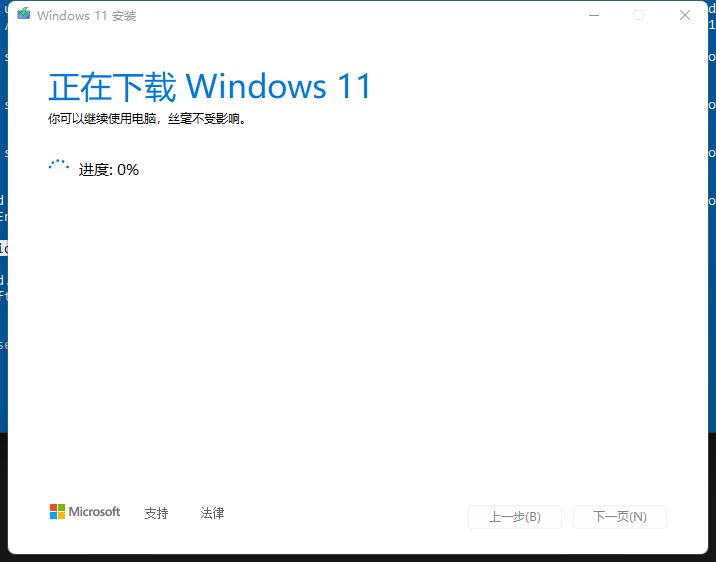 Windows 11 安装
正在下载 Windows 11
你可以继续使用电脑，丝毫不受影响。
进度: 0%
Microsoft
支持
法律
上一步(B)
下一页(N)